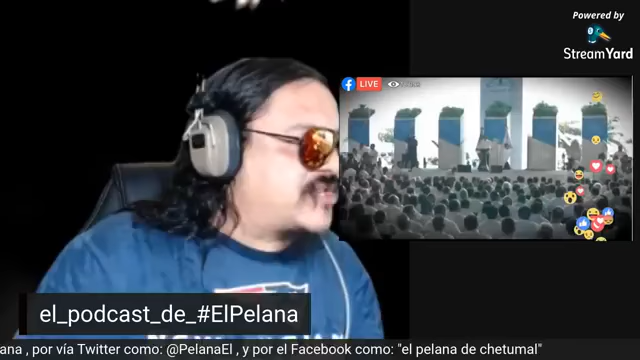 Powered by
StreamYard
LIVE
el_podcast_de_#ElPelana
ana , por vía Twitter como: @PelanaEl , y por el Facebook como: "el pelana de chetumal"